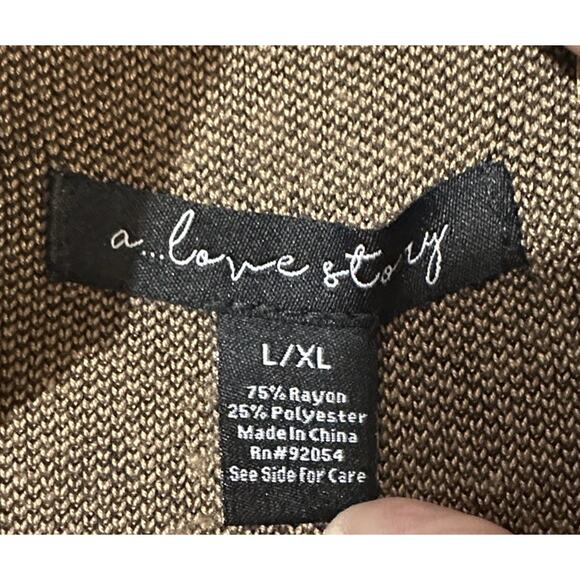 a...love story
L/XL
75% Rayon
25% Polyester
Made In China
Rn#92054
See Side For Care